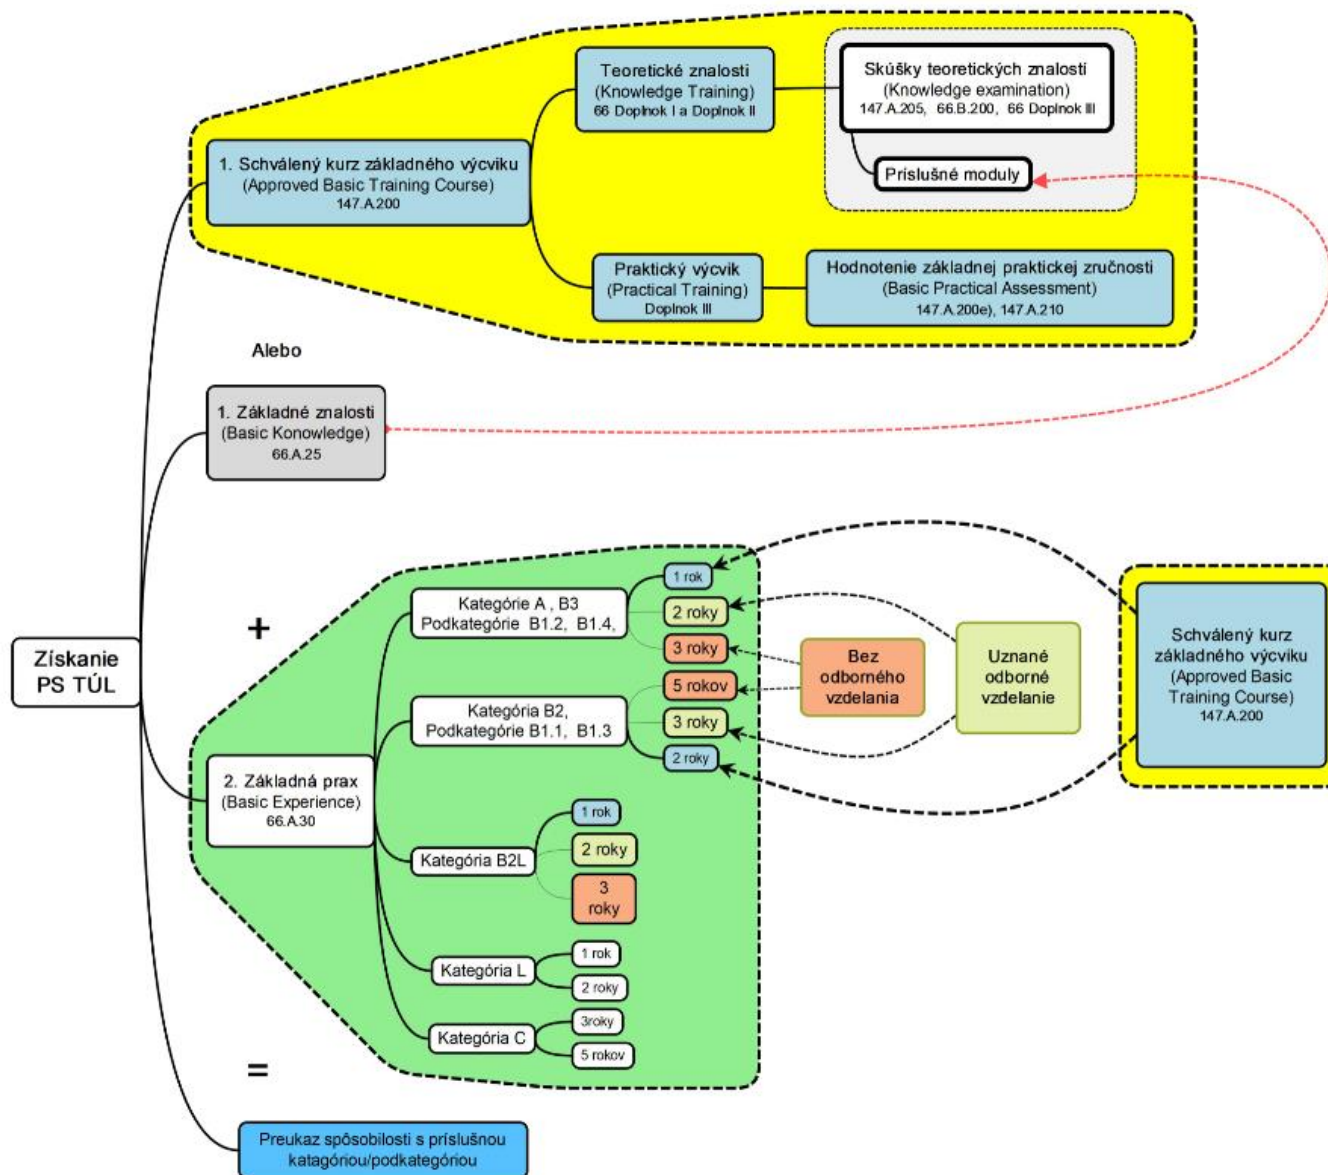 Teoretické znalosti
(Knowledge Training)
66 Doplnok I a Doplnok II
Skúšky teoretických znalostí
(Knowledge examination)
147.A.205, 66.B.200, 66 Doplnok III
Príslušné moduly
1. Schválený kurz základného výcviku
(Approved Basic Training Course)
147.A.200
Praktický výcvik
(Practical Training)
Doplnok III
Hodnotenie základnej praktickej zručnosti
(Basic Practical Assessment)
147.A.200e), 147.A.210
Alebo
1. Základné znalosti
(Basic Konowledge)
66.A.25
+
Získanie
PS TÚL
2. Základná prax
(Basic Experience)
66.A.30
Kategórie A , B3
Podkategórie B1.2, B1.4,
1 rok
2 roky
3 roky
Kategória B2,
Podkategórie B1.1, B1.3
5 rokov
3 roky
2 roky
Bez
odborného
vzdelania
Uznané
odborné
vzdelanie
Schválený kurz
základného výcviku
(Approved Basic
Training Course)
147.A.200
Kategória B2L
1 rok
2 roky
3
roky
Kategória L
1 rok
2 roky
Kategória C
3roky
5 rokov
=
Preukaz spôsobilosti s príslušnou
katagóriou/podkategóriou